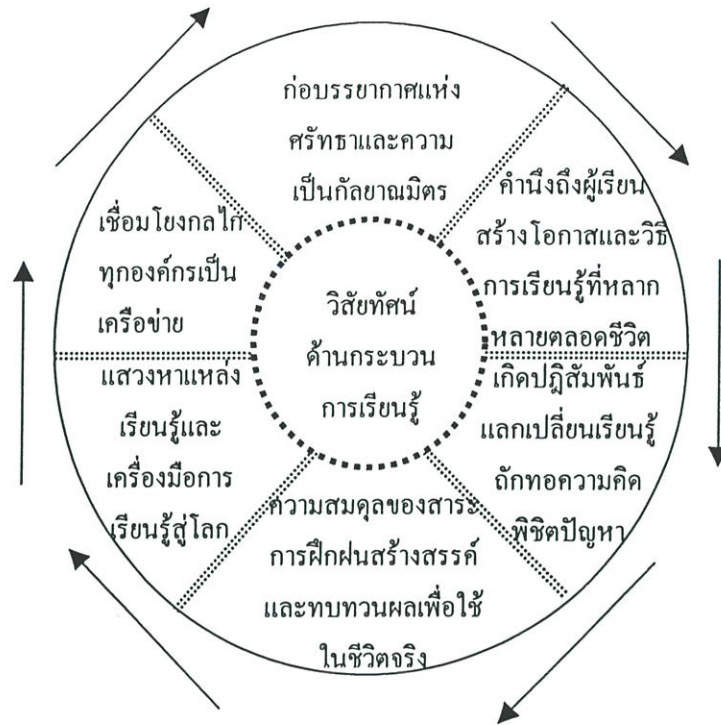 ก่อบรรยากาศแห่ง
ศรัทธาและความ
เป็นกัลยาณมิตร
คำนึงถึงผู้เรียน
สร้างโอกาสและวิธี
การเรียนรู้ที่หลาก
หลายตลอดชีวิต
เกิดปฎิสัมพันธ์
แลกเปลี่ยนเรียนรู้
ถักทอความคิด
พิชิตปัญหา
ความสมดุลของสาระ
การฝึกฝนสร้างสรรค์
และทบทวนผลเพื่อใช้
ในชีวิตจริง
แสวงหาแหล่ง
เรียนรู้และ
เครื่องมือการ
เรียนรู้สู่โลก
เชื่อมโยงกลไก
ทุกองค์กรเป็น
เครือข่าย
วิสัยทัศน์
ด้านกระบวน
การเรียนรู้